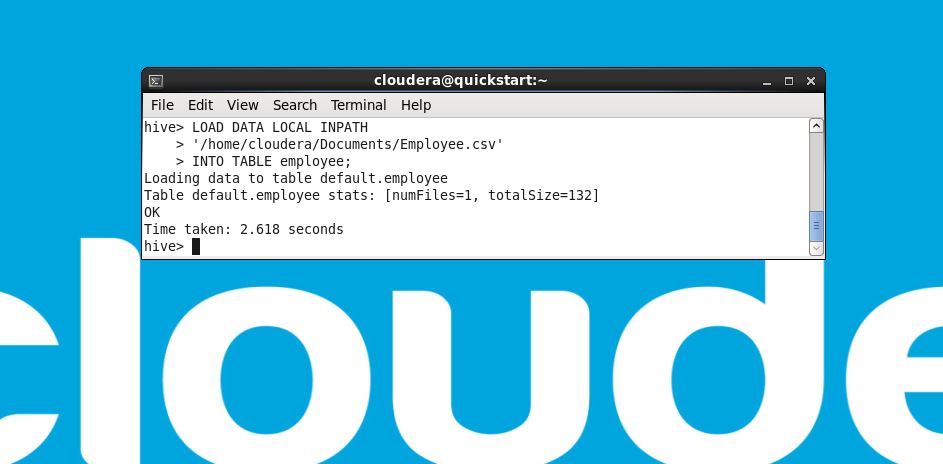 cloudera@quickstart:~
File Edit View Search Terminal Help
hive> LOAD DATA LOCAL INPATH
    > '/home/cloudera/Documents/Employee.csv'
    > INTO TABLE employee;
Loading data to table default.employee
Table default.employee stats: [numFiles=1, totalSize=132]
OK
Time taken: 2.618 seconds
hive>
cloude